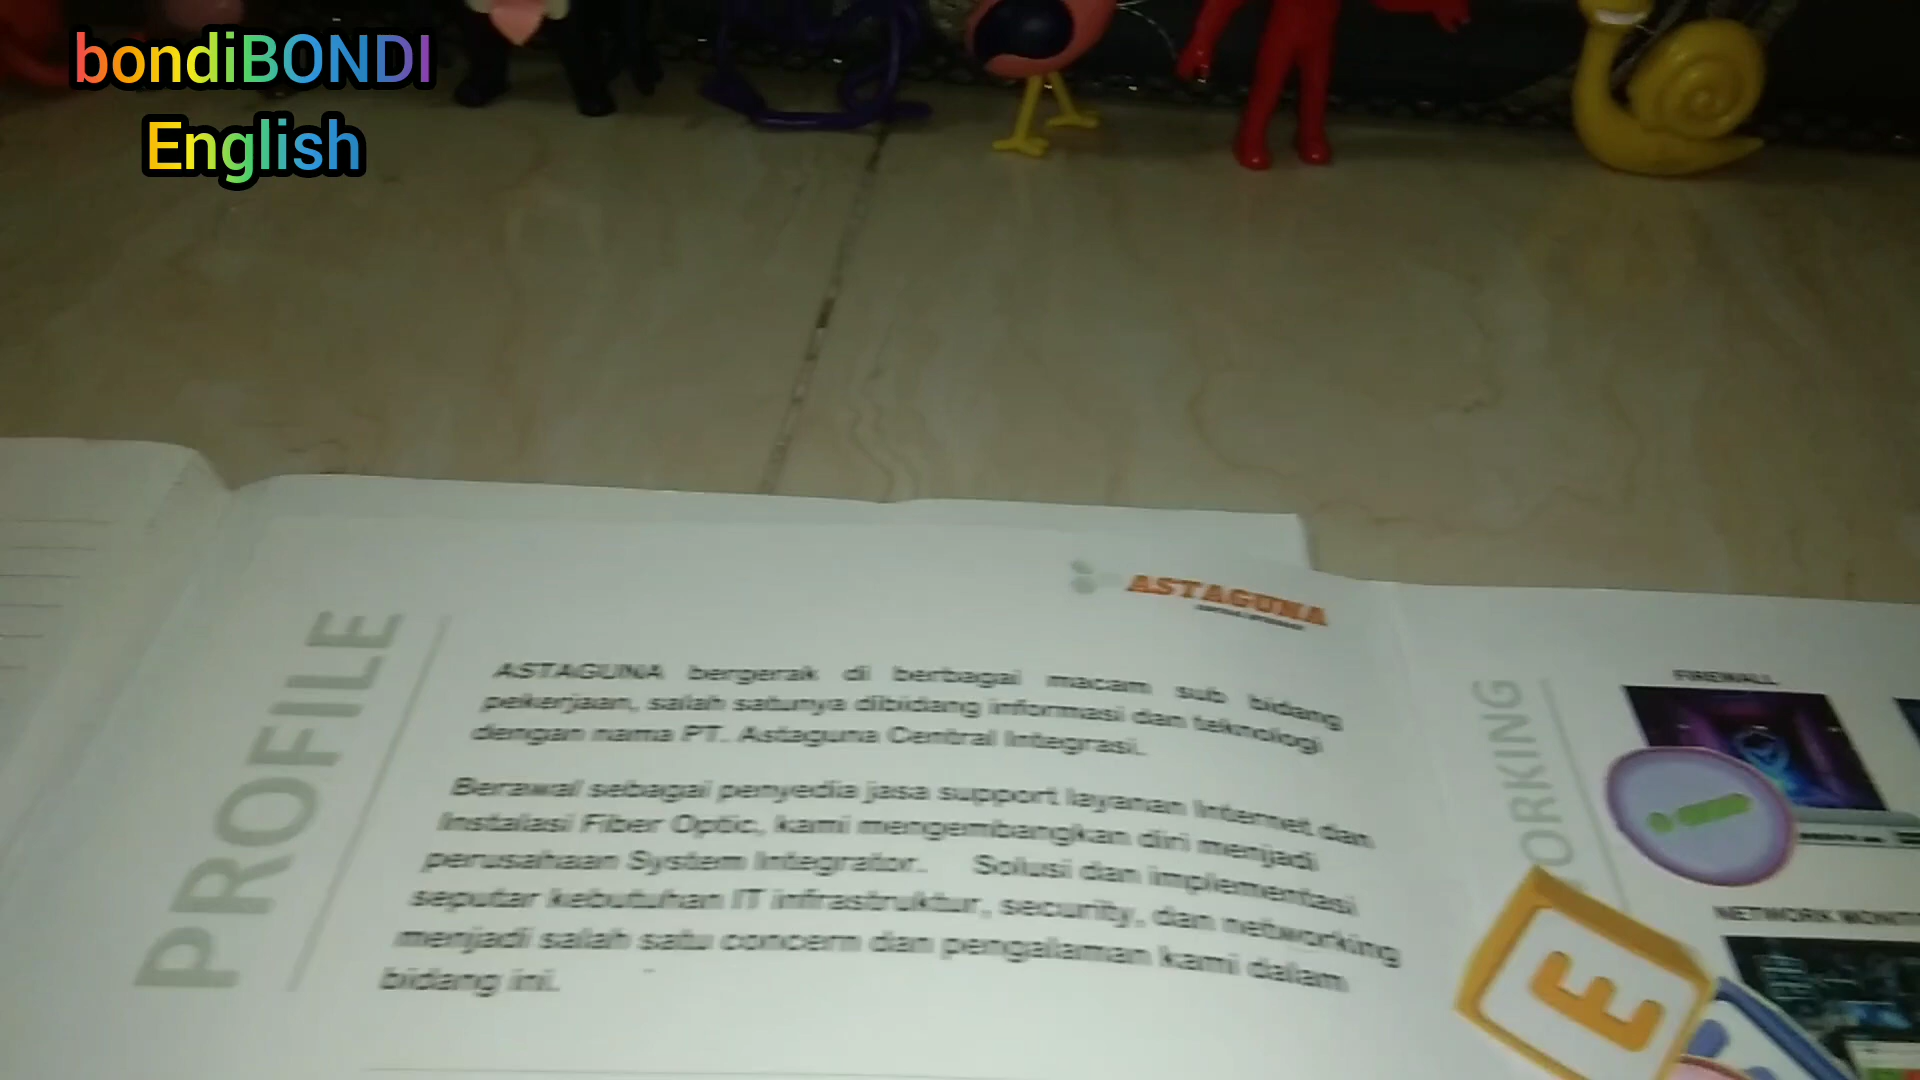 bondiBONDI
English
PROFILE
ASTAGUNA
ASTAGUNA bergerak di berbagai macam sub bidang
pekerjaan, salah satunya dibidang informasi dan teknologi
dengan nama PT. Astaguna Central Integrasi.
Berawal sebagai penyedia jasa support layanan Internet dan
Instalasi Fiber Optic, kami mengembangkan diri menjadi
perusahaan System Integrator. Solusi dan implementasi
seputar kebutuhan IT infrastruktur, security, dan networking
menjadi salah satu concern dan pengalaman kami dalam
bidang ini.
ORKING
FIREWALL
NETWORK MONIT
E